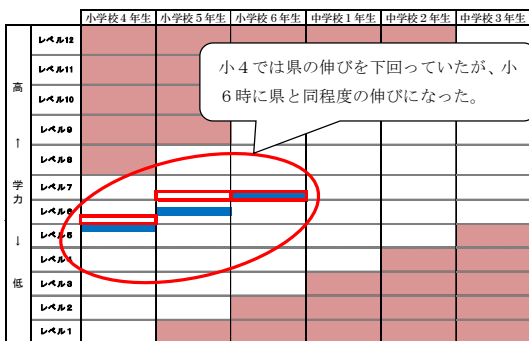 小学校4年生 小学校5年生 小学校6年生 中学校1年生 中学校2年生 中学校3年生
レベル12
レベル11
レベル10
レベル9
レベル8
レベル7
レベル6
レベル5
レベル4
レベル3
レベル2
レベル1
高
↑
学
力
↓
低
小4では県の伸びを下回っていたが、小
6時に県と同程度の伸びになった。